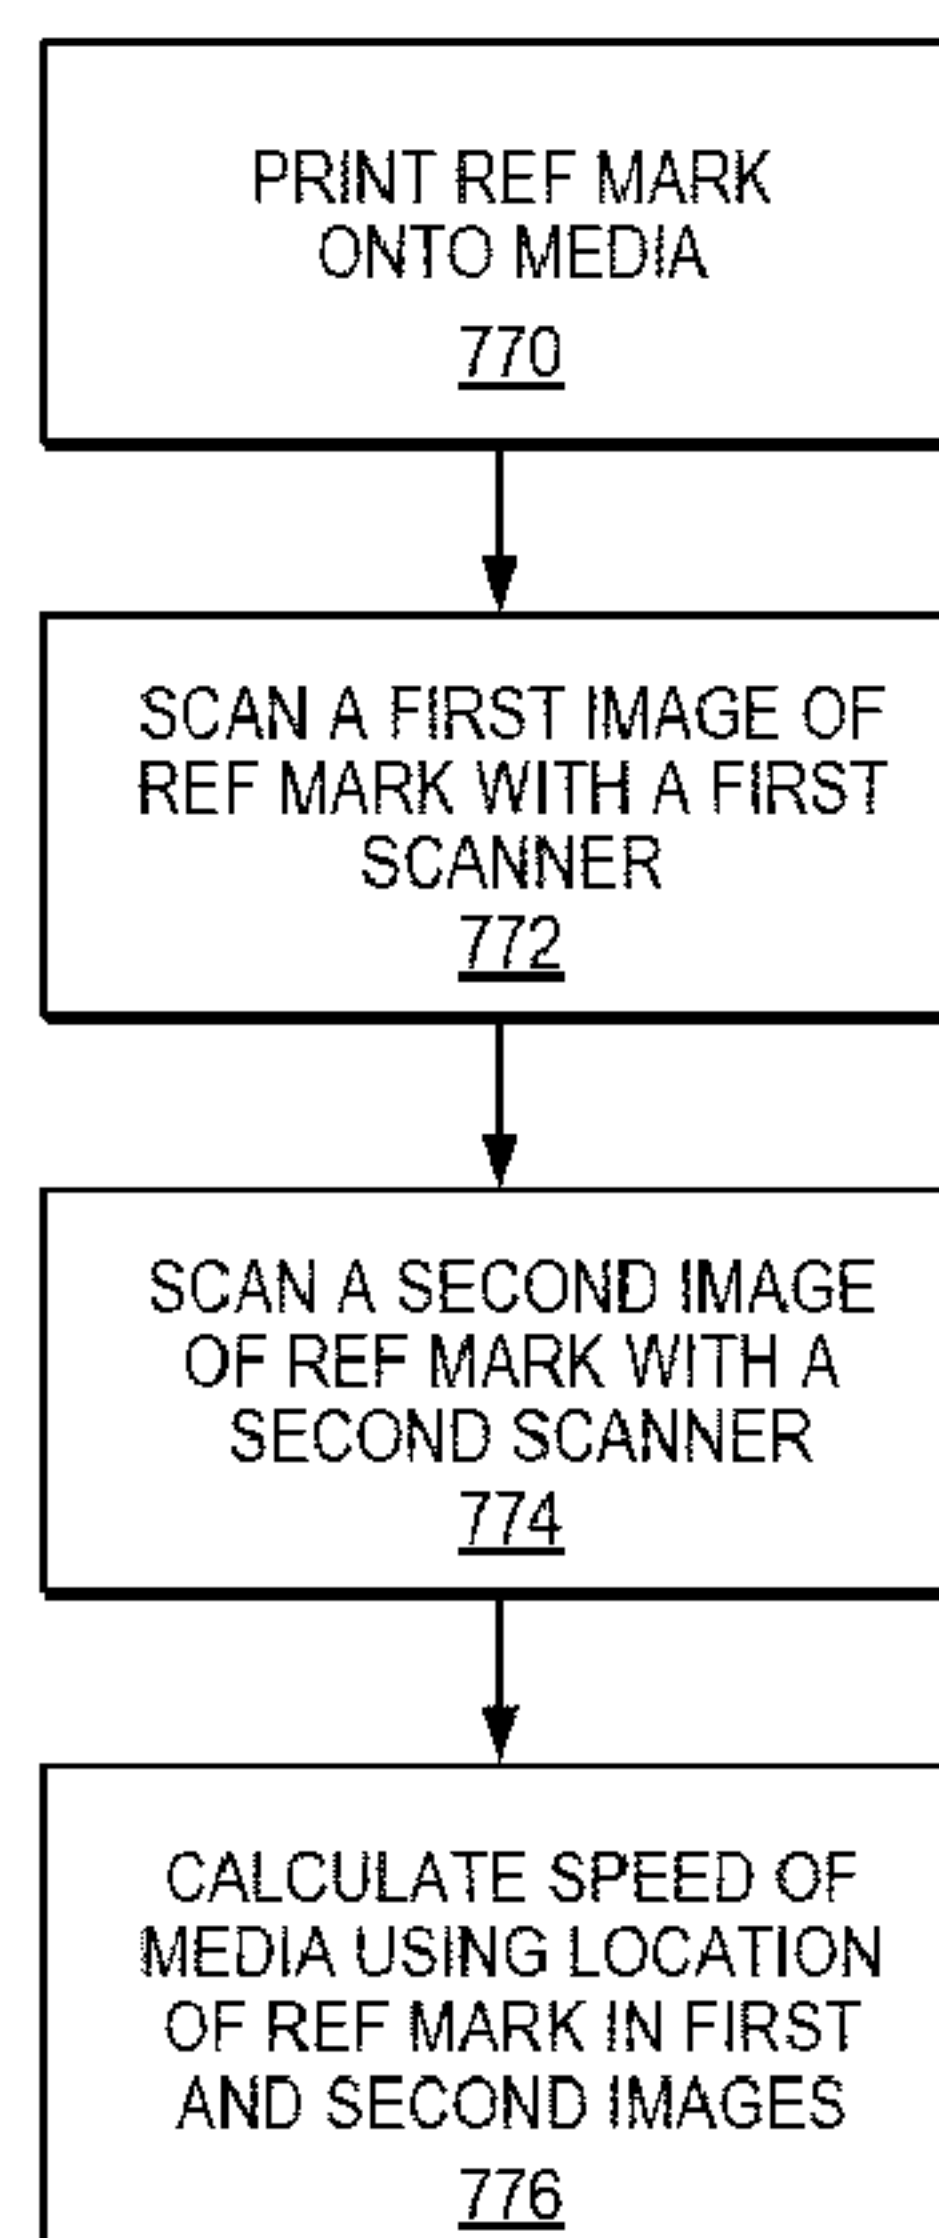 PRINT REF MARK
ONTO MEDIA
770
SCAN A FIRST IMAGE OF
REF MARK WITH A FIRST
SCANNER
772
SCAN A SECOND IMAGE
OF REF MARK WITH A
SECOND SCANNER
774
CALCULATE SPEED OF
MEDIA USING LOCATION
OF REF MARK IN FIRST
AND SECOND IMAGES
776